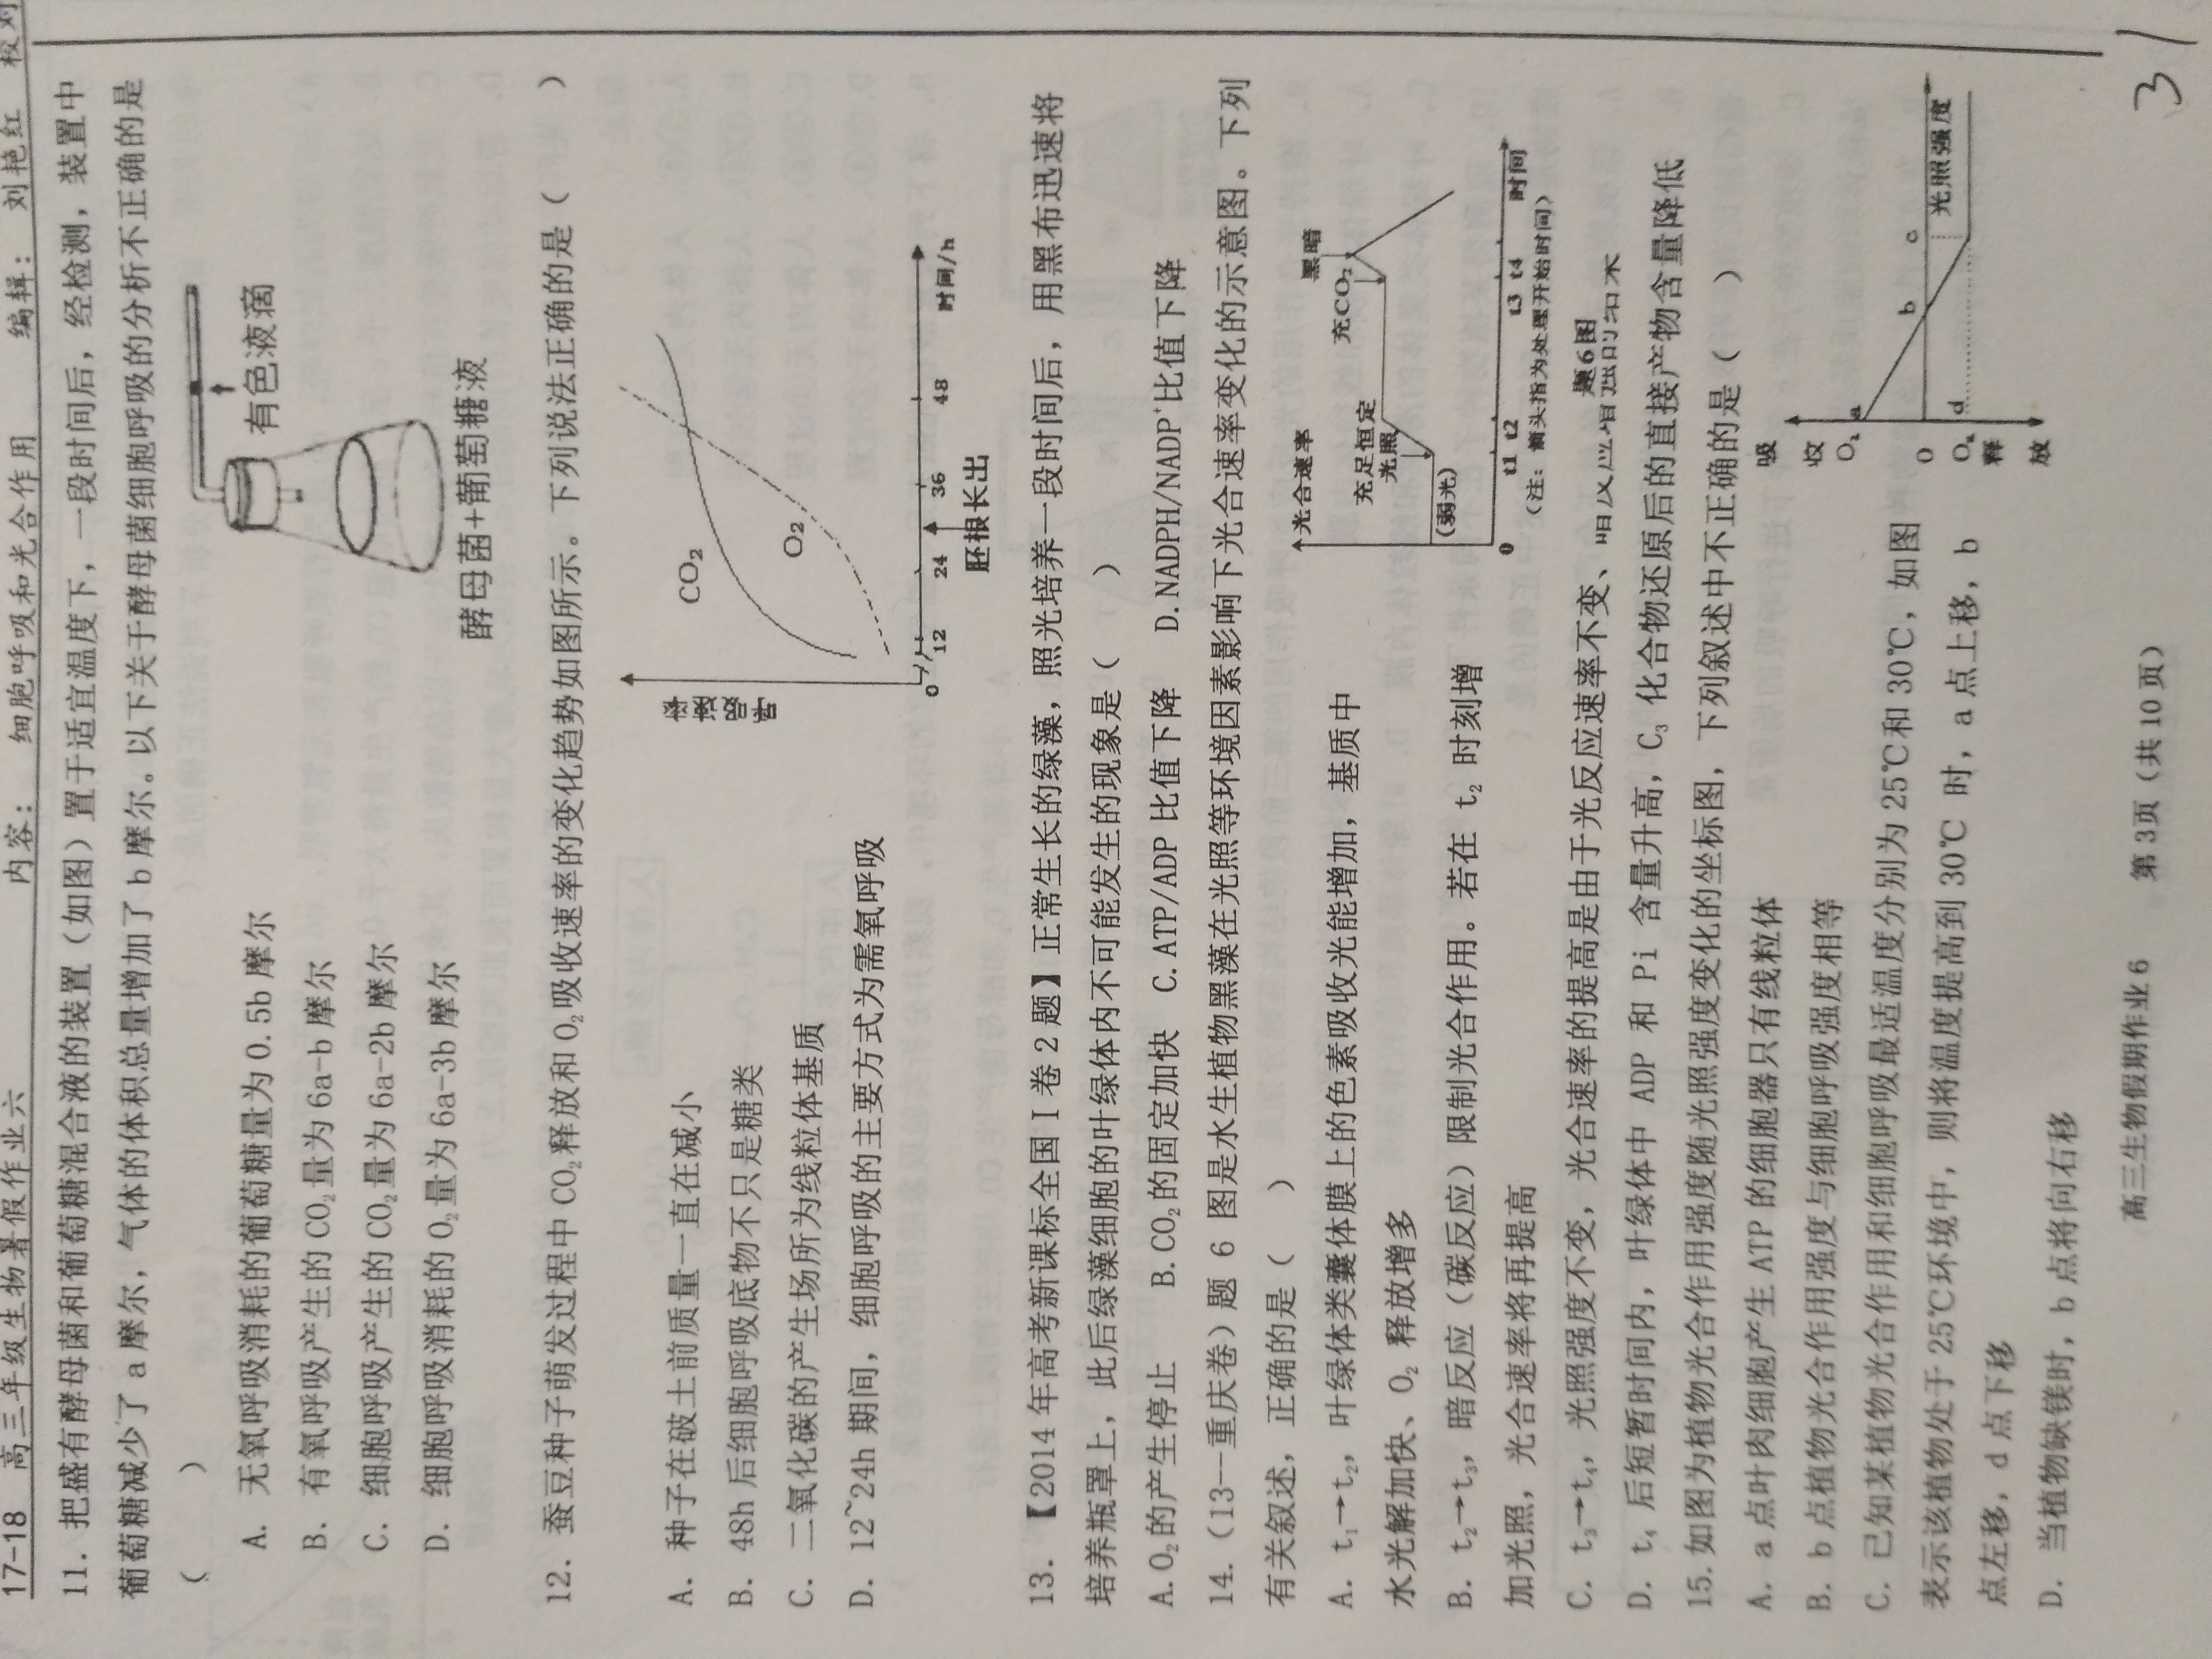 17-18 高三年级生物暑假作业六 内容： 细胞呼吸和光合作用 编辑： 刘艳红 校对
11. 把盛有酵母菌和葡萄糖混合液的装置（如图）置于适宜温度下，一段时间后，经检测，装置中
葡萄糖减少了 a 摩尔，气体的体积总量增加了 b 摩尔。以下关于酵母菌细胞呼吸的分析不正确的是
（ ）
有色液滴
酵母菌+葡萄糖液
A. 无氧呼吸消耗的葡萄糖量为 0.5b 摩尔
B. 有氧呼吸产生的 CO₂量为 6a-b 摩尔
C. 细胞呼吸产生的 CO₂量为 6a-2b 摩尔
D. 细胞呼吸消耗的 O₂量为 6a-3b 摩尔
12. 蚕豆种子萌发过程中 CO₂释放和 O₂吸收速率的变化趋势如图所示。下列说法正确的是（ ）
CO₂
O₂
0 12 24 36 48 时间/h
胚根长出
A. 种子在破土前质量一直在减小
B. 48h 后细胞呼吸底物不只是糖类
C. 二氧化碳的产生场所为线粒体基质
D. 12~24h 期间，细胞呼吸的主要方式为需氧呼吸
13. 【2014 年高考新课标全国 I 卷 2 题】正常生长的绿藻，照光培养一段时间后，用黑布迅速将
培养瓶罩上，此后绿藻细胞的叶绿体内不可能发生的现象是（ ）
A. O₂的产生停止 B. CO₂的固定加快 C. ATP/ADP 比值下降 D. NADPH/NADP⁺比值下降
14. （13--重庆卷）题 6 图是水生植物黑藻在光照等环境因素影响下光合速率变化的示意图。下列
有关叙述，正确的是（ ）
光合速率
（弱光）
充足恒定
光照
充CO₂
黑暗
0 t1 t2 t3 t4 时间
（注：箭头指为处理开始时间）
题6图
A. t₁→t₂，叶绿体类囊体膜上的色素吸收光能增加，基质中
水光解加快、O₂ 释放增多
B. t₂→t₃，暗反应（碳反应）限制光合作用。若在 t₂ 时刻增
加光照，光合速率将再提高
C. t₃→t₄，光照强度不变，光合速率的提高是由于光反应速率不变、暗反应增强的结果
D. t₄ 后短暂时间内，叶绿体中 ADP 和 Pi 含量升高，C₃ 化合物还原后的直接产物含量降低
15. 如图为植物光合作用强度随光照强度变化的坐标图，下列叙述中不正确的是（ ）
吸
收
O₂
O
O₂
释
放
a
b
c
d
光照强度
A. a 点叶肉细胞产生 ATP 的细胞器只有线粒体
B. b 点植物光合作用强度与细胞呼吸强度相等
C. 已知某植物光合作用和细胞呼吸最适温度分别为 25℃和 30℃，如图
表示该植物处于 25℃环境中，则将温度提高到 30℃ 时，a 点上移，b
点左移，d 点下移
D. 当植物缺镁时，b 点将向右移
高三生物假期作业 6 第 3页（共 10 页）
31